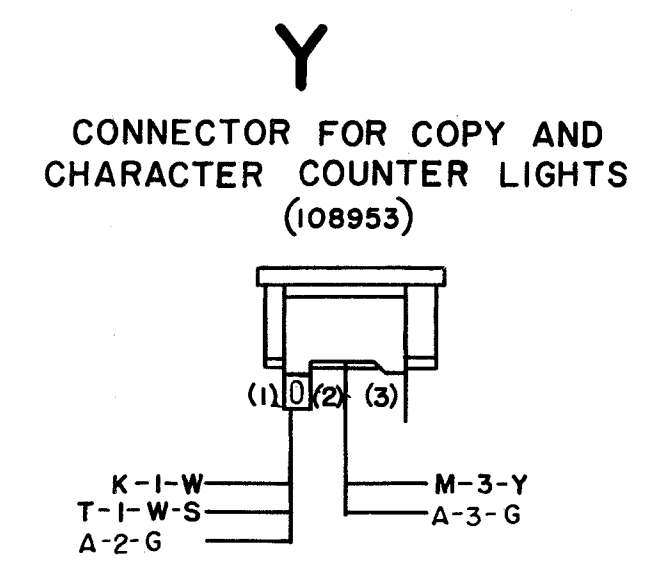 Y
CONNECTOR FOR COPY AND
CHARACTER COUNTER LIGHTS
(108953)
(1) 0 (2) (3)
K-1-W M-3-Y
T-1-W-S A-3-G
A-2-G